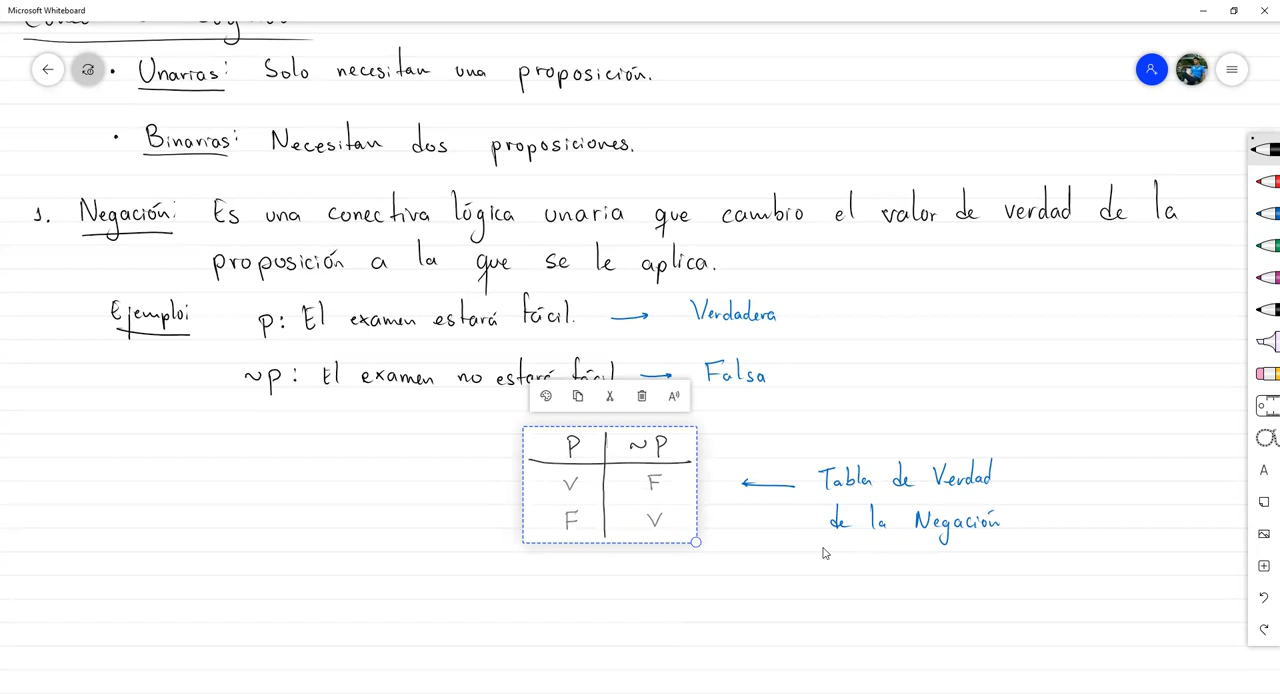 Microsoft Whiteboard
• Unarias: Solo necesitan una proposición.
• Binarias: Necesitan dos proposiciones.
1. Negación: Es una conectiva lógica unaria que cambio el valor de verdad de la
proposición a la que se le aplica.
Ejemplo: p: El examen estará fácil. → Verdadera
~p: El examen no estará fácil → Falsa
P ~P
V F
F V
← Tabla de Verdad
de la Negación